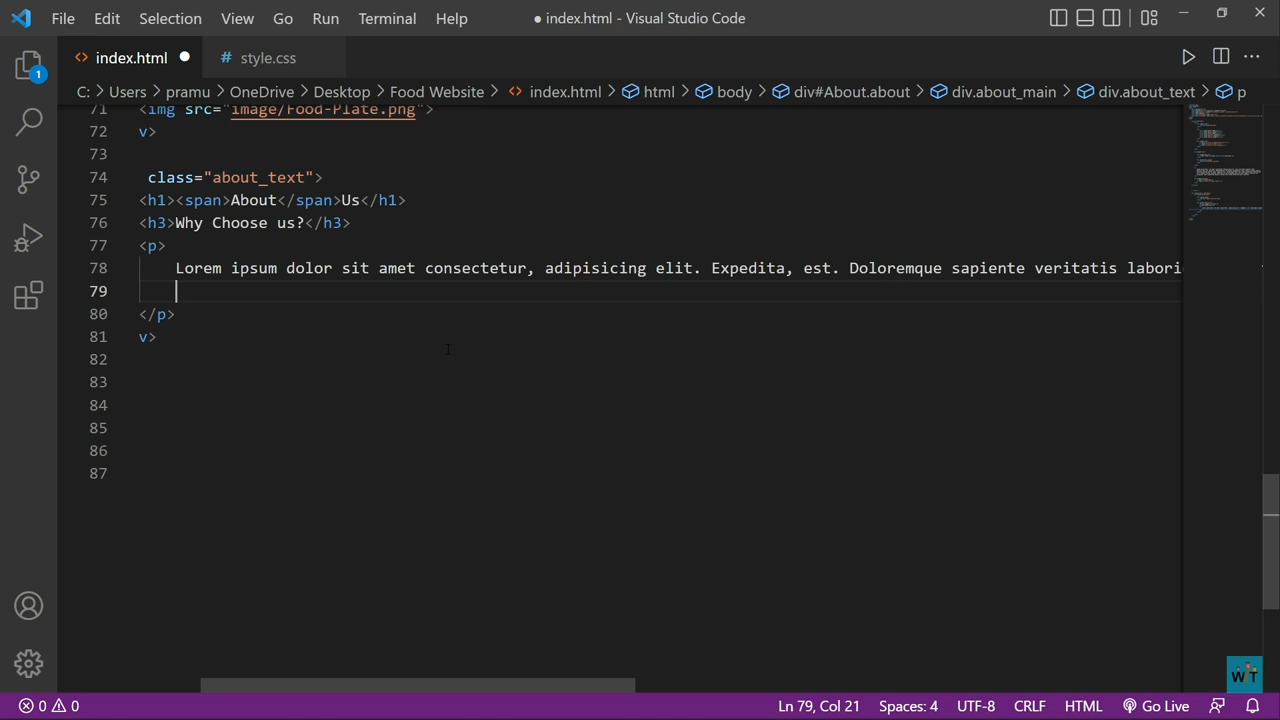 File Edit Selection View Go Run Terminal Help ● index.html - Visual Studio Code
<> index.html ● # style.css
1
C: > Users > pramu > OneDrive > Desktop > Food Website > <> index.html > html > body > div#About.about > div.about_main > div.about_text > p
71 <img src="image/Food-Plate.png">
72 v>
73
74 class="about_text">
75 <h1><span>About</span>Us</h1>
76 <h3>Why Choose us?</h3>
77 <p>
78 Lorem ipsum dolor sit amet consectetur, adipisicing elit. Expedita, est. Doloremque sapiente veritatis labori
79
80 </p>
81 v>
82
83
84
85
86
87
WT
0 0 Ln 79, Col 21 Spaces: 4 UTF-8 CRLF HTML Go Live